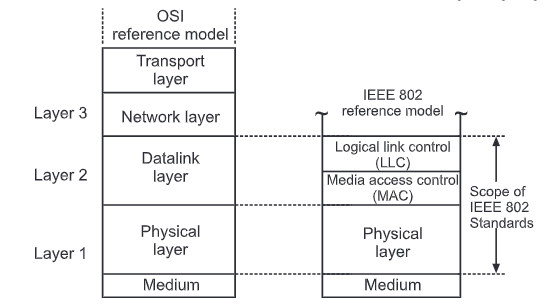 OSI
reference model
Transport
layer
Layer 3
Network layer
IEEE 802
reference model
Layer 2
Datalink
layer
Logical link control
(LLC)
Media access control
(MAC)
Scope of
IEEE 802
Standards
Layer 1
Physical
layer
Physical
layer
Medium
Medium